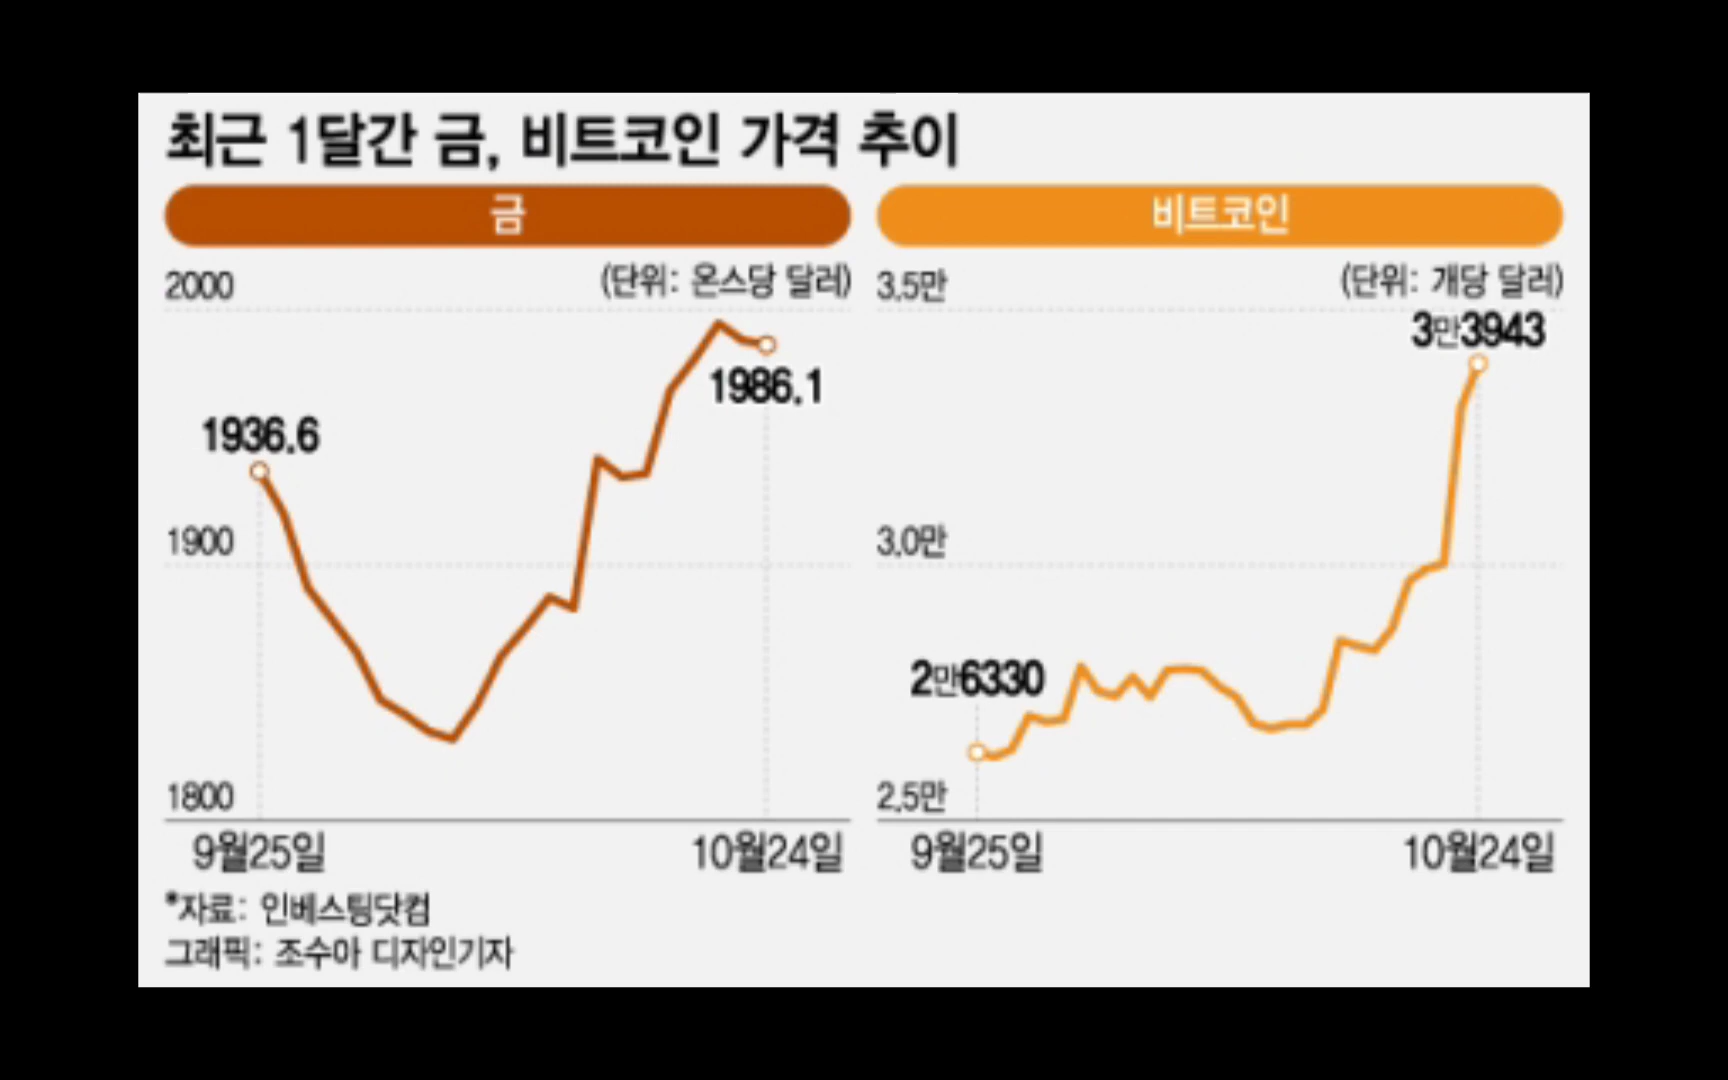 최근 1달간 금, 비트코인 가격 추이
금
2000
(단위: 온스당 달러)
1986.1
1936.6
1900
1800
9월25일
10월24일
비트코인
3.5만
(단위: 개당 달러)
3만3943
3.0만
2만6330
2.5만
9월25일
10월24일
*자료: 인베스팅닷컴
그래픽: 조수아 디자인기자